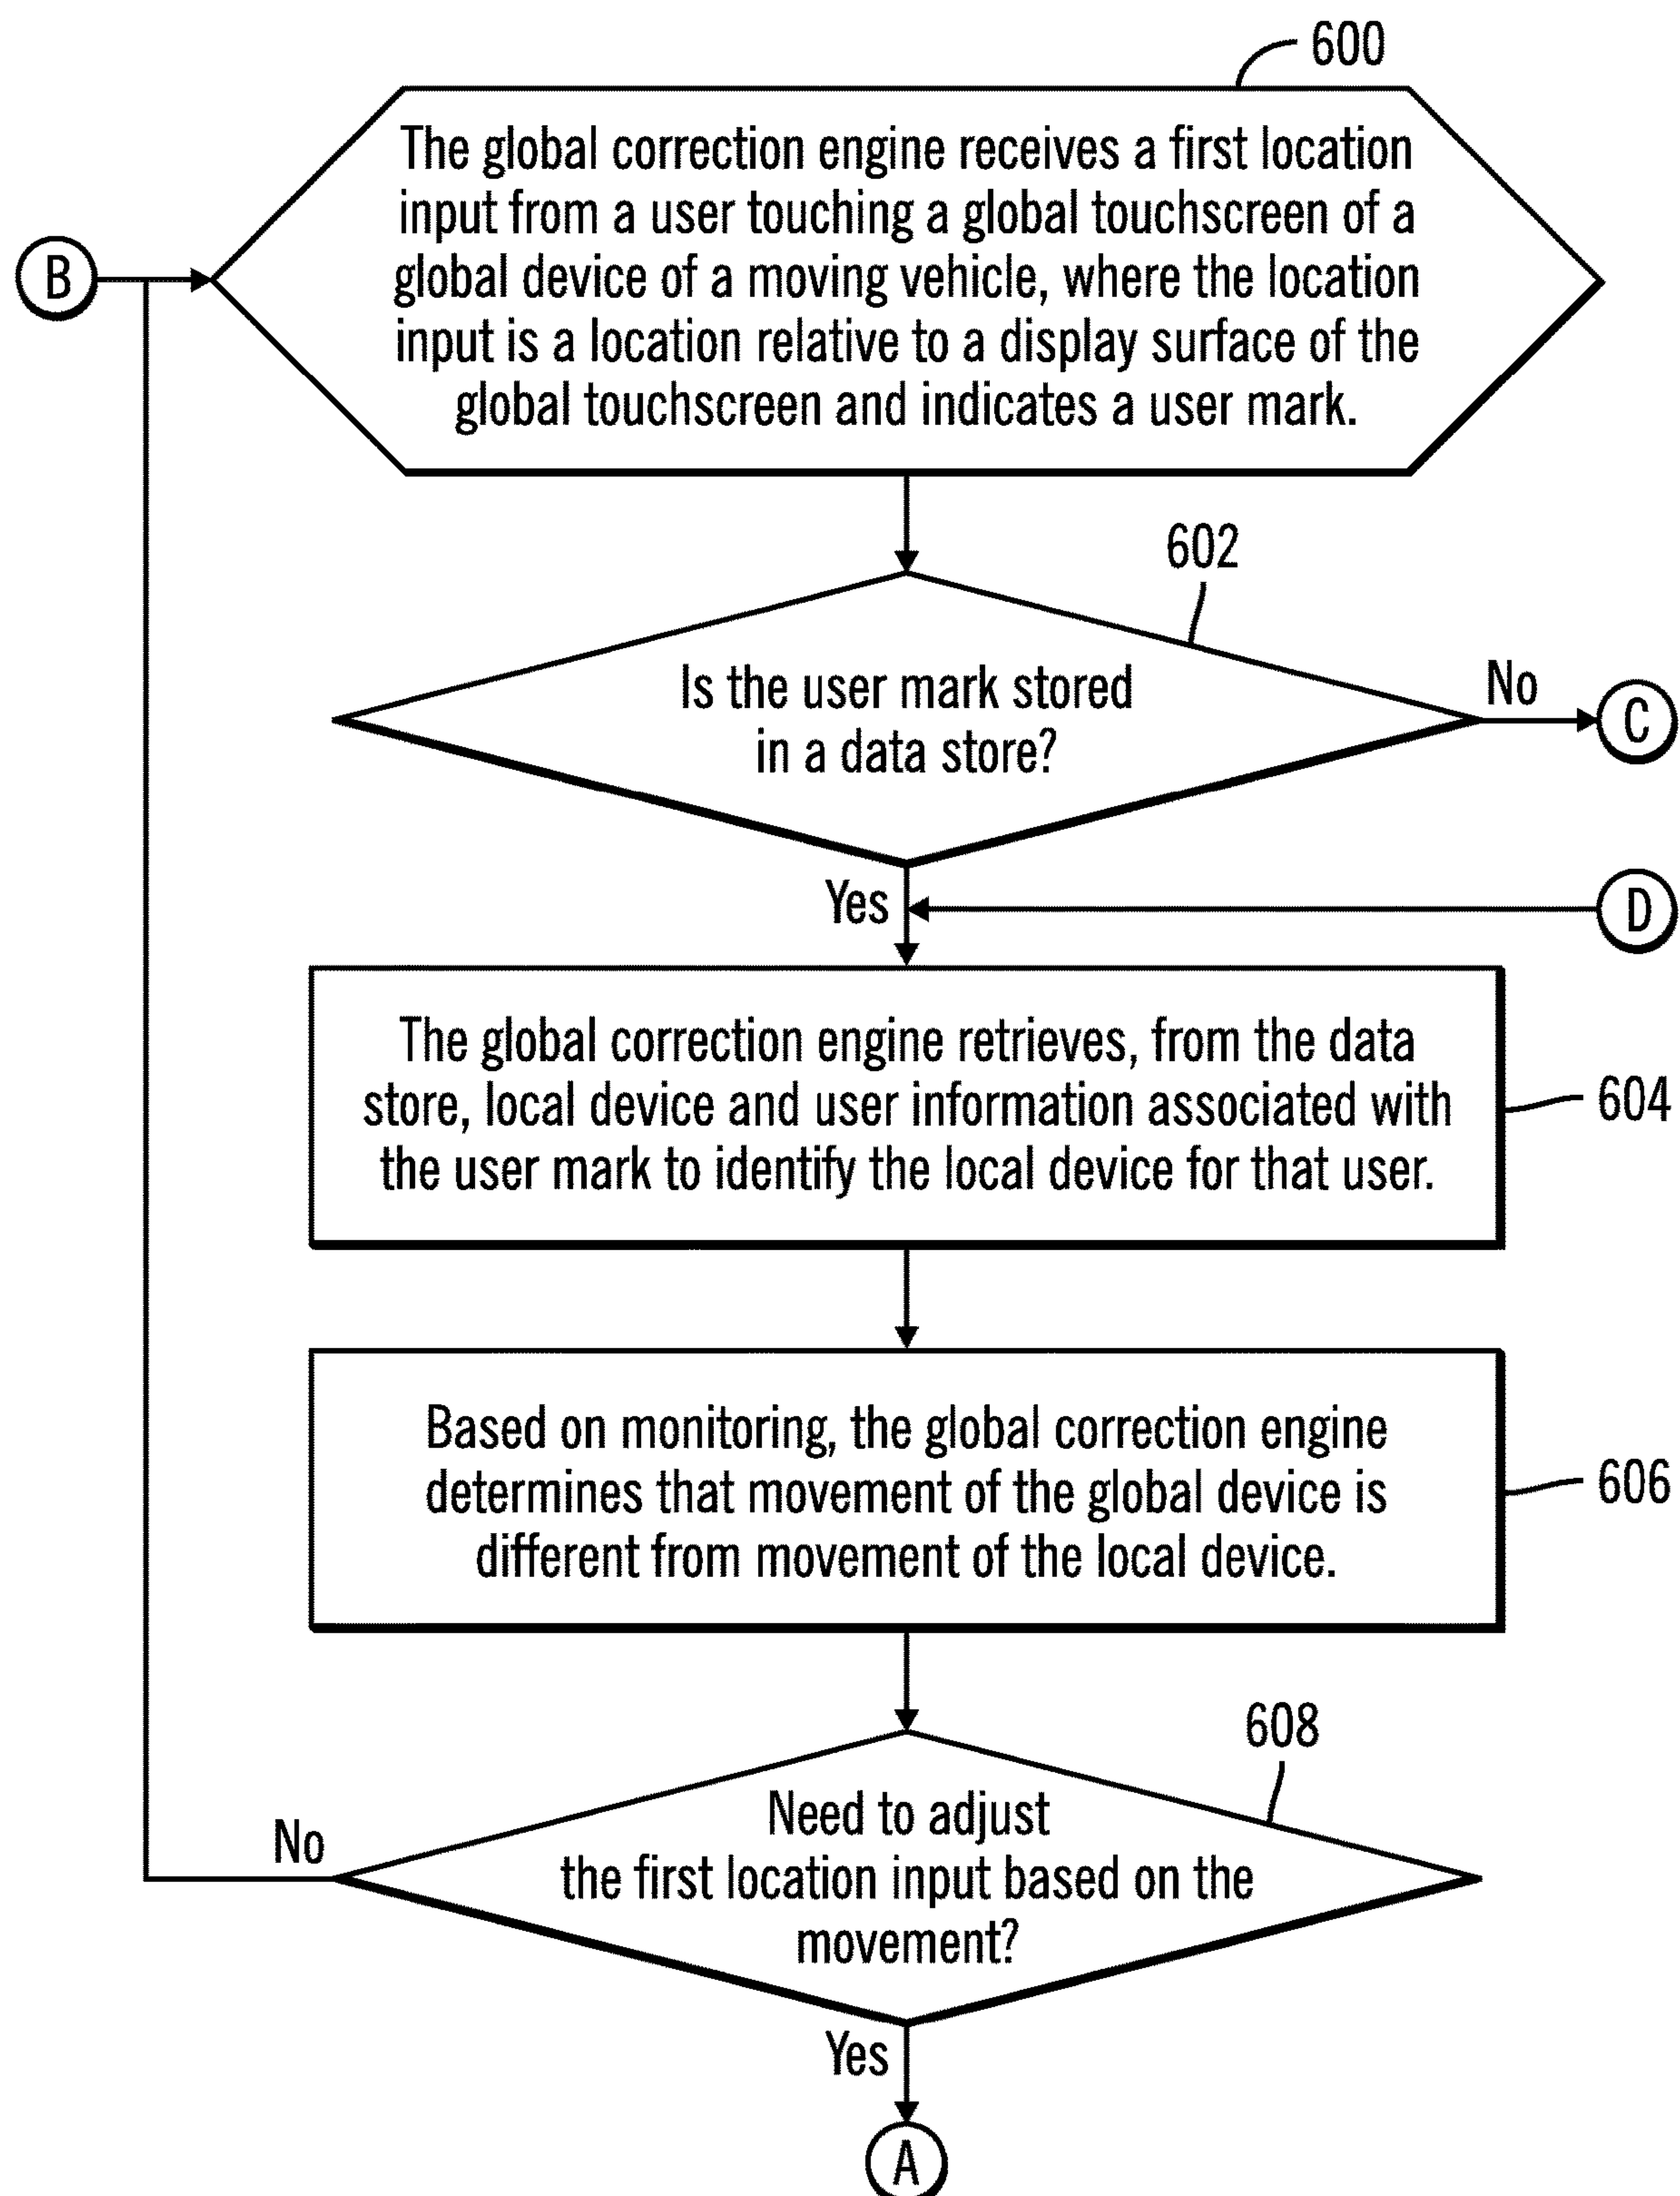 600
The global correction engine receives a first location
input from a user touching a global touchscreen of a
global device of a moving vehicle, where the location
input is a location relative to a display surface of the
global touchscreen and indicates a user mark.
B
602
Is the user mark stored
in a data store?
No
C
Yes
D
The global correction engine retrieves, from the data
store, local device and user information associated with
the user mark to identify the local device for that user.
604
Based on monitoring, the global correction engine
determines that movement of the global device is
different from movement of the local device.
606
608
Need to adjust
the first location input based on the
movement?
No
Yes
A